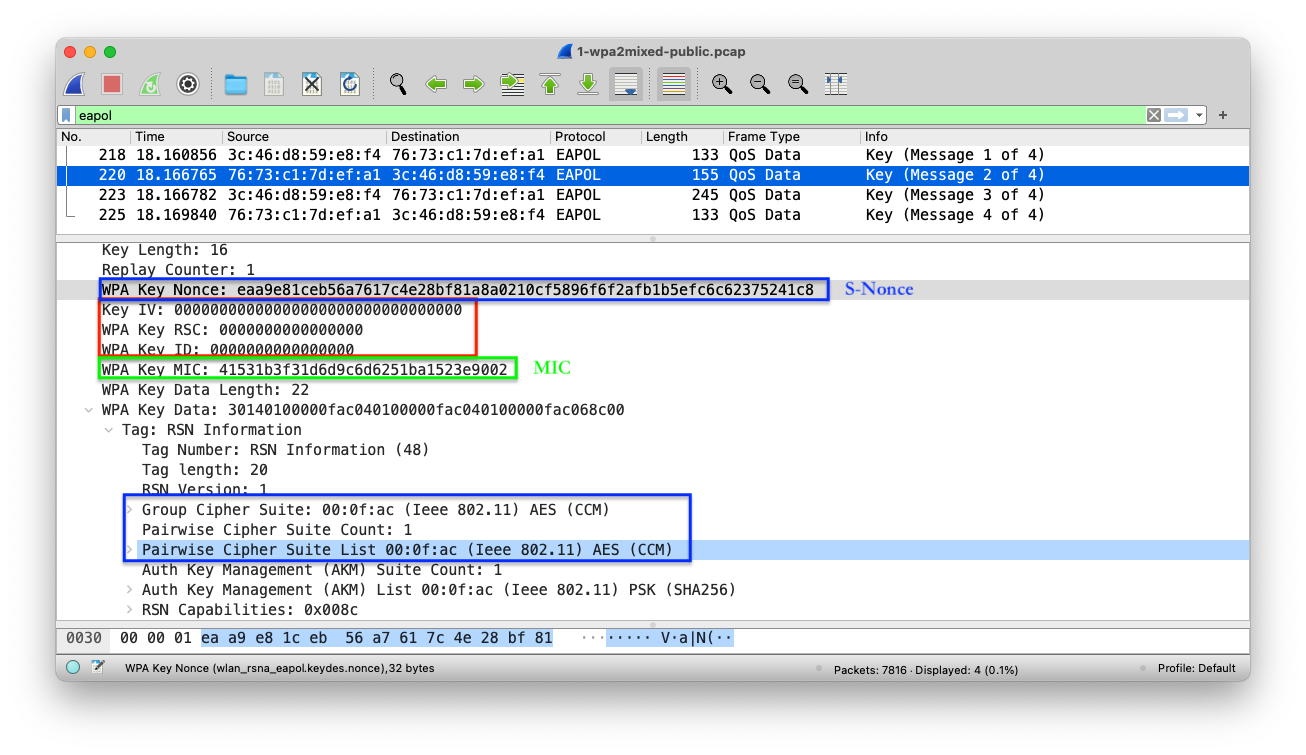 1-wpa2mixed-public.pcap
eapol
No. Time Source Destination Protocol Length Frame Type Info
218 18.160856 3c:46:d8:59:e8:f4 76:73:c1:7d:ef:a1 EAPOL 133 QoS Data Key (Message 1 of 4)
220 18.166765 76:73:c1:7d:ef:a1 3c:46:d8:59:e8:f4 EAPOL 155 QoS Data Key (Message 2 of 4)
223 18.166782 3c:46:d8:59:e8:f4 76:73:c1:7d:ef:a1 EAPOL 245 QoS Data Key (Message 3 of 4)
225 18.169840 76:73:c1:7d:ef:a1 3c:46:d8:59:e8:f4 EAPOL 133 QoS Data Key (Message 4 of 4)
Key Length: 16
Replay Counter: 1
WPA Key Nonce: eaa9e81ceb56a7617c4e28bf81a8a0210cf5896f6f2afb1b5efc6c62375241c8 S-Nonce
Key IV: 00000000000000000000000000000000
WPA Key RSC: 0000000000000000
WPA Key ID: 0000000000000000
WPA Key MIC: 41531b3f31d6d9c6d6251ba1523e9002 MIC
WPA Key Data Length: 22
WPA Key Data: 30140100000fac040100000fac040100000fac068c00
Tag: RSN Information
Tag Number: RSN Information (48)
Tag length: 20
RSN Version: 1
Group Cipher Suite: 00:0f:ac (Ieee 802.11) AES (CCM)
Pairwise Cipher Suite Count: 1
Pairwise Cipher Suite List 00:0f:ac (Ieee 802.11) AES (CCM)
Auth Key Management (AKM) Suite Count: 1
Auth Key Management (AKM) List 00:0f:ac (Ieee 802.11) PSK (SHA256)
RSN Capabilities: 0x008c
0030 00 00 01 ea a9 e8 1c eb 56 a7 61 7c 4e 28 bf 81 ········ V·a|N(··
WPA Key Nonce (wlan_rsna_eapol.keydes.nonce),32 bytes Packets: 7816 · Displayed: 4 (0.1%) Profile: Default